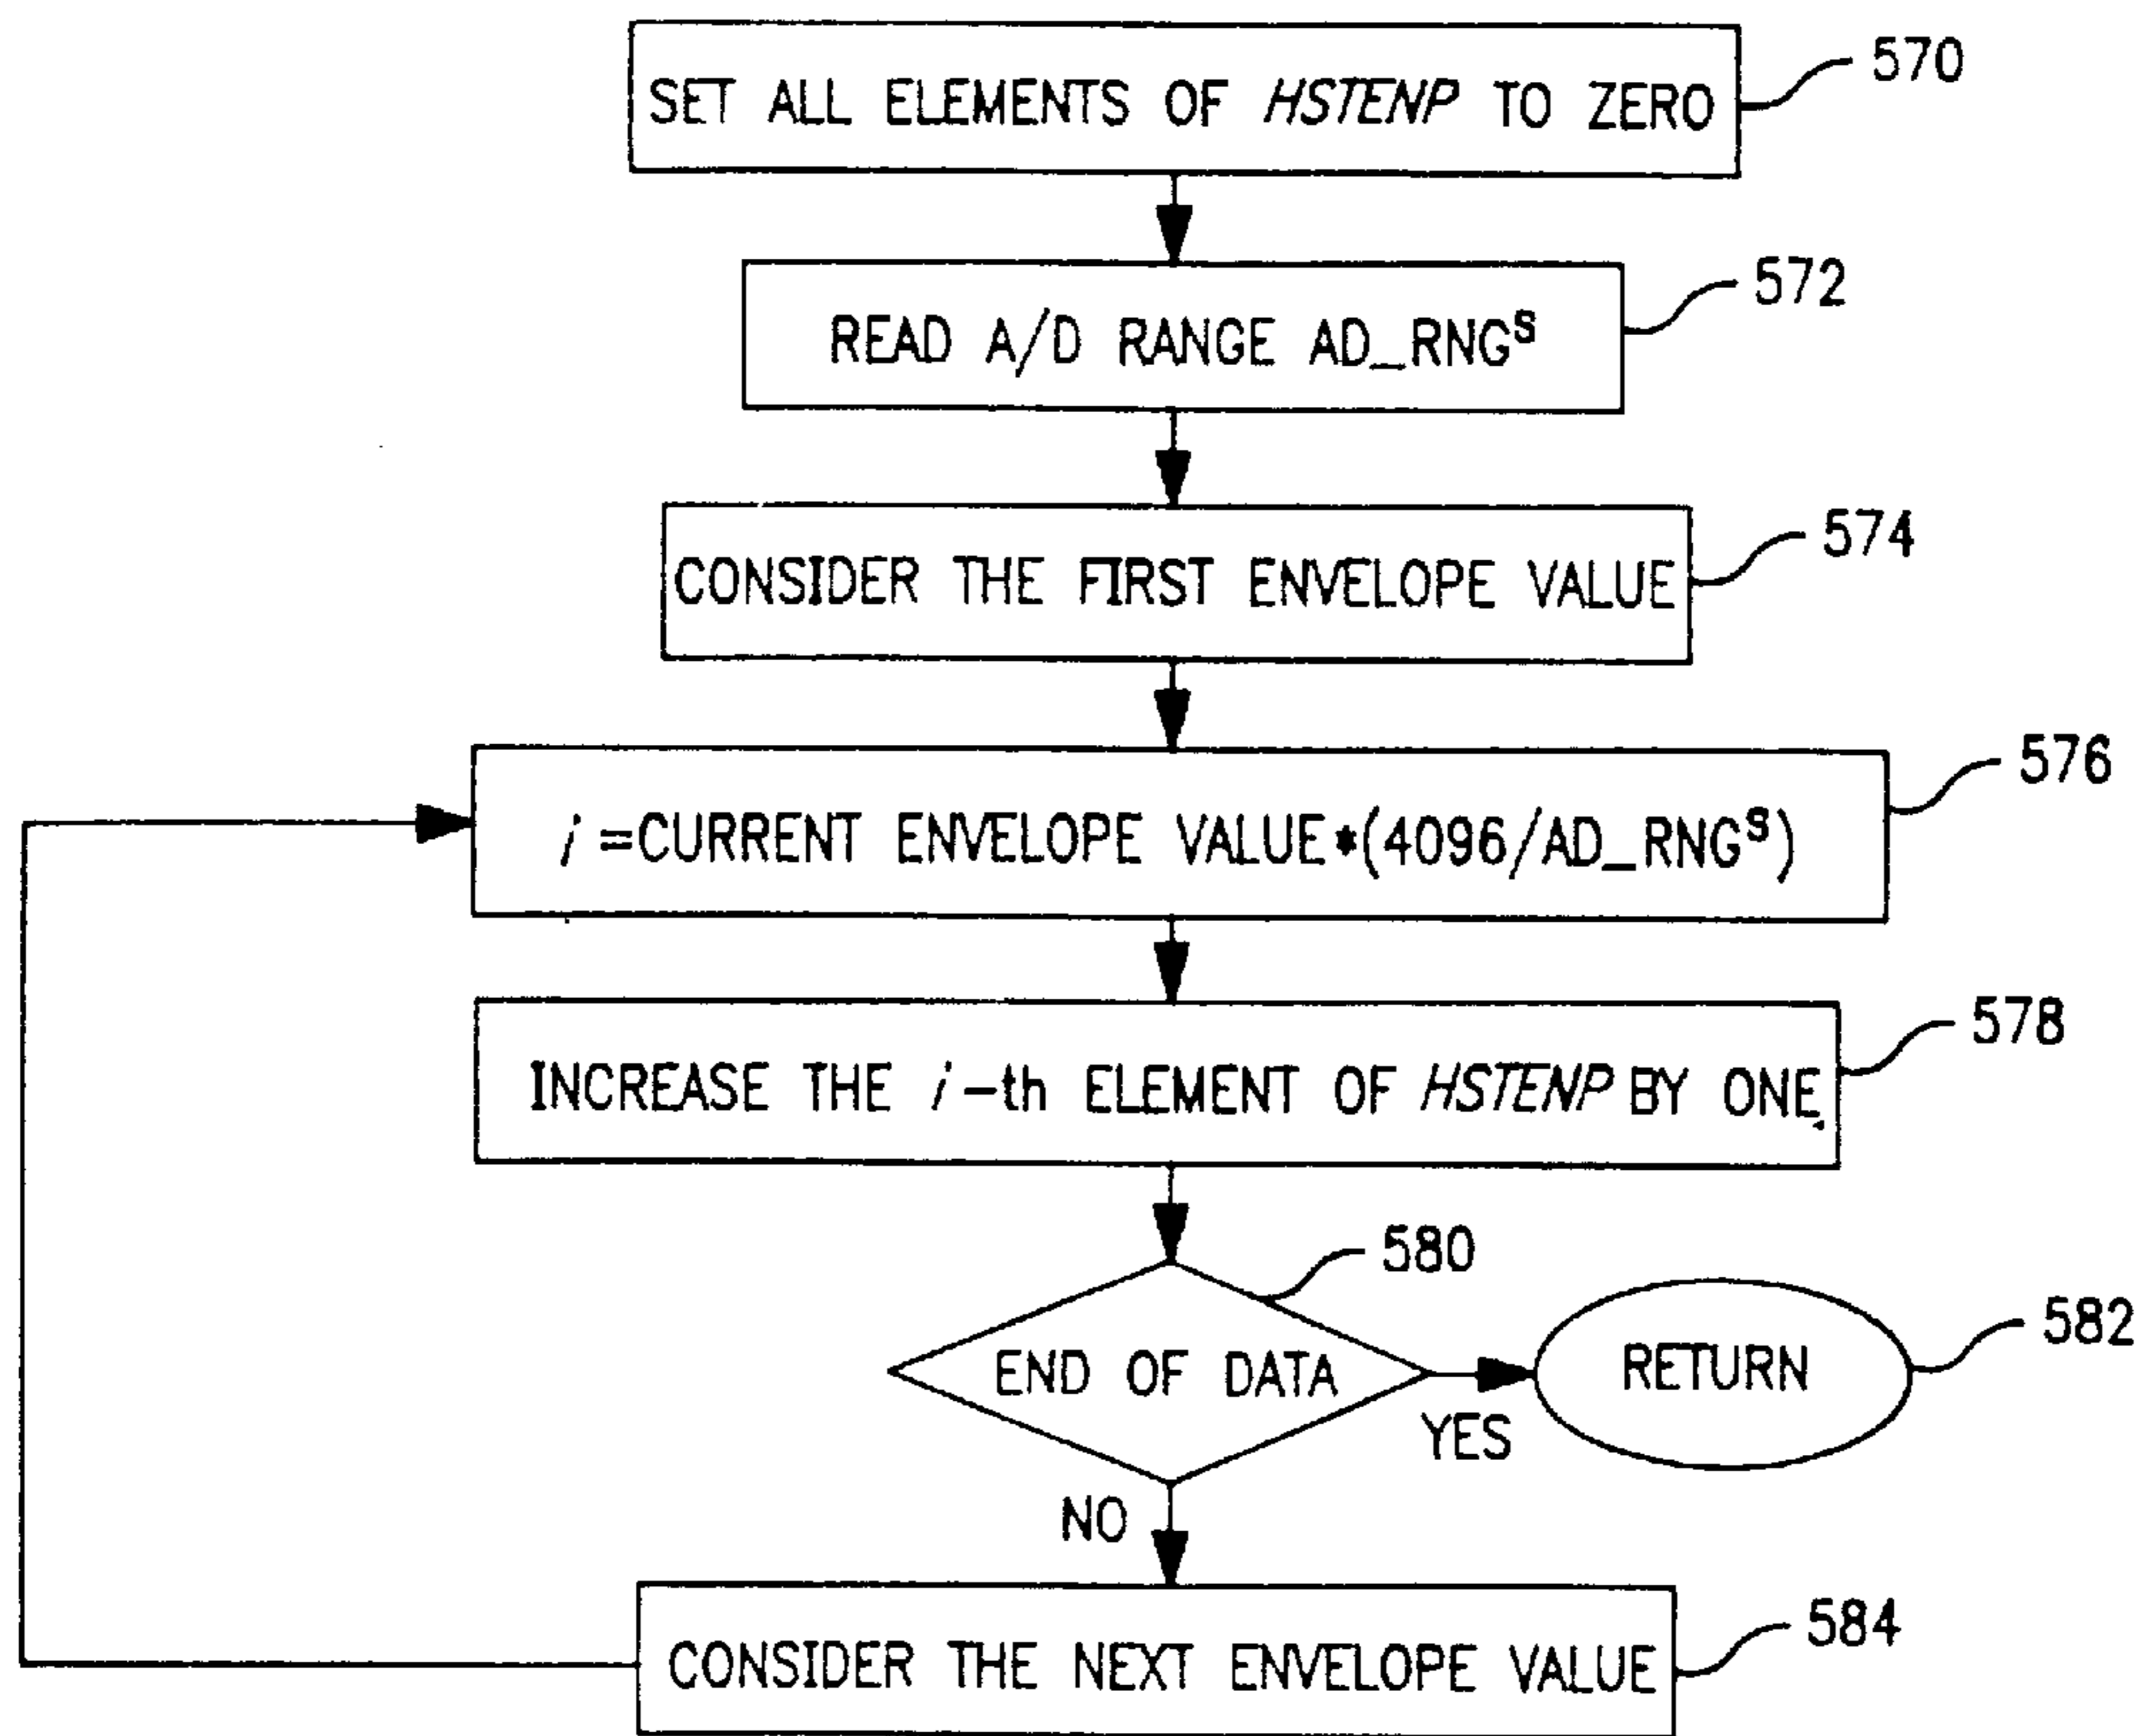 SET ALL ELEMENTS OF HSTENP TO ZERO
570
READ A/D RANGE AD_RNGˢ
572
CONSIDER THE FIRST ENVELOPE VALUE
574
i =CURRENT ENVELOPE VALUE*(4096/AD_RNGˢ)
576
INCREASE THE i-th ELEMENT OF HSTENP BY ONE
578
580
END OF DATA
YES
RETURN
582
NO
CONSIDER THE NEXT ENVELOPE VALUE
584